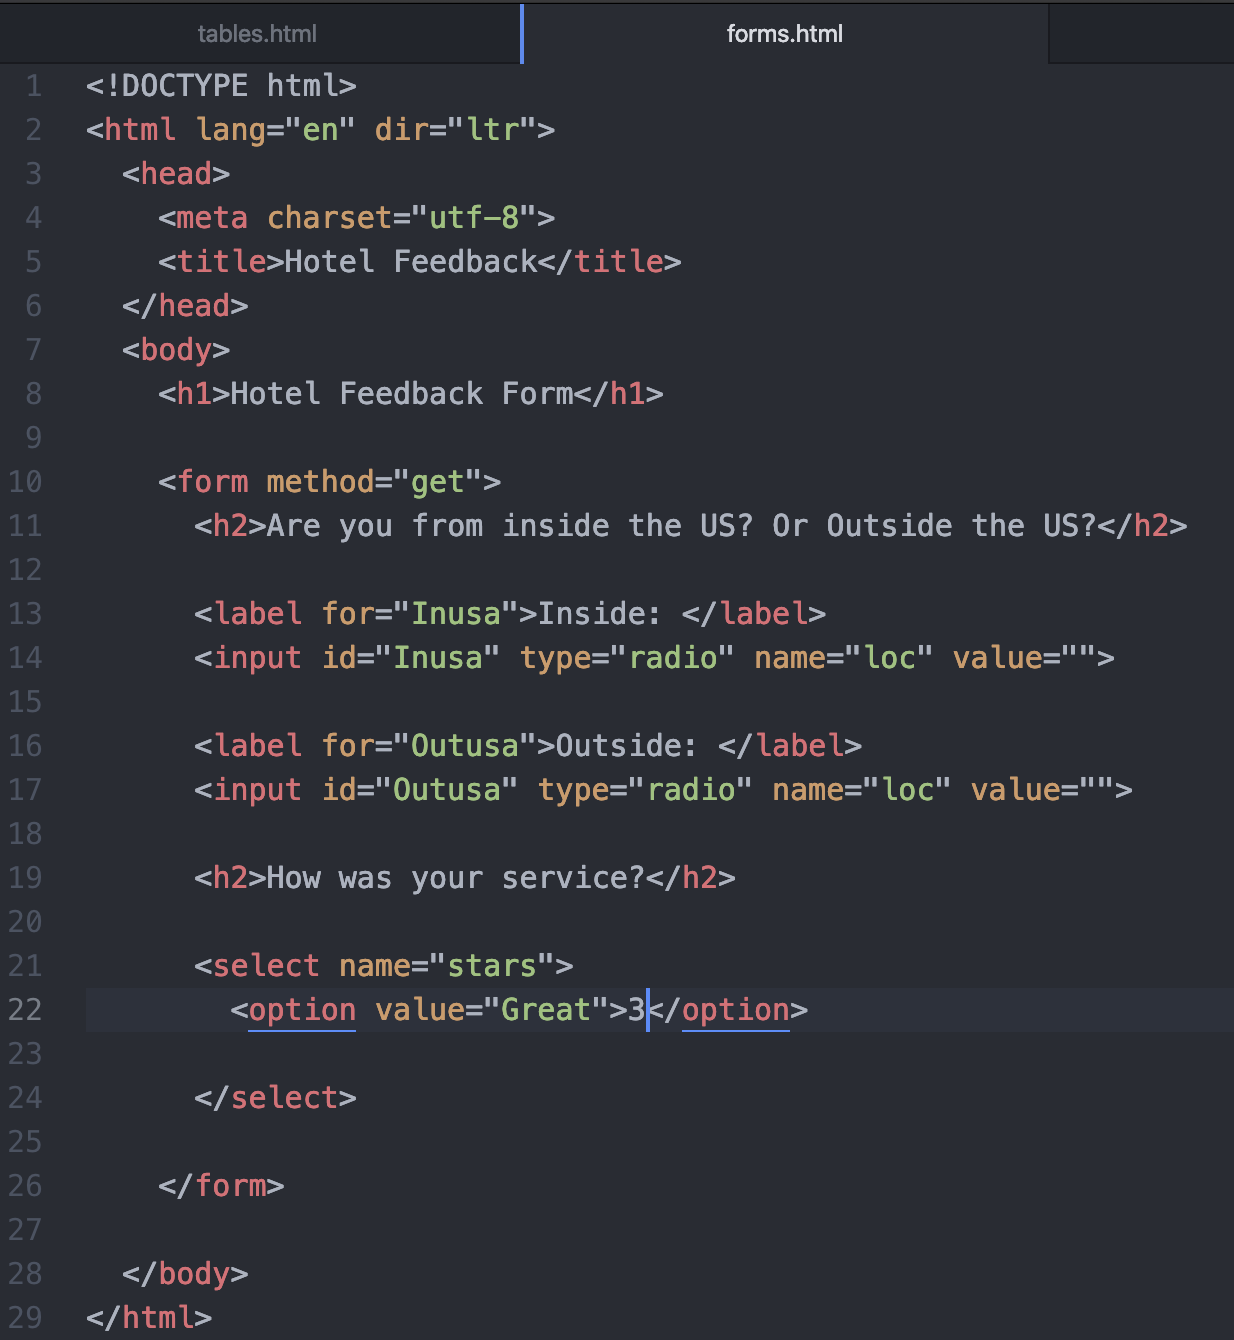 tables.html
forms.html
1 <!DOCTYPE html>
2 <html lang="en" dir="ltr">
3   <head>
4     <meta charset="utf-8">
5     <title>Hotel Feedback</title>
6   </head>
7   <body>
8     <h1>Hotel Feedback Form</h1>
9
10     <form method="get">
11       <h2>Are you from inside the US? Or Outside the US?</h2>
12
13       <label for="Inusa">Inside: </label>
14       <input id="Inusa" type="radio" name="loc" value="">
15
16       <label for="Outusa">Outside: </label>
17       <input id="Outusa" type="radio" name="loc" value="">
18
19       <h2>How was your service?</h2>
20
21       <select name="stars">
22         <option value="Great">3</option>
23
24       </select>
25
26     </form>
27
28   </body>
29 </html>